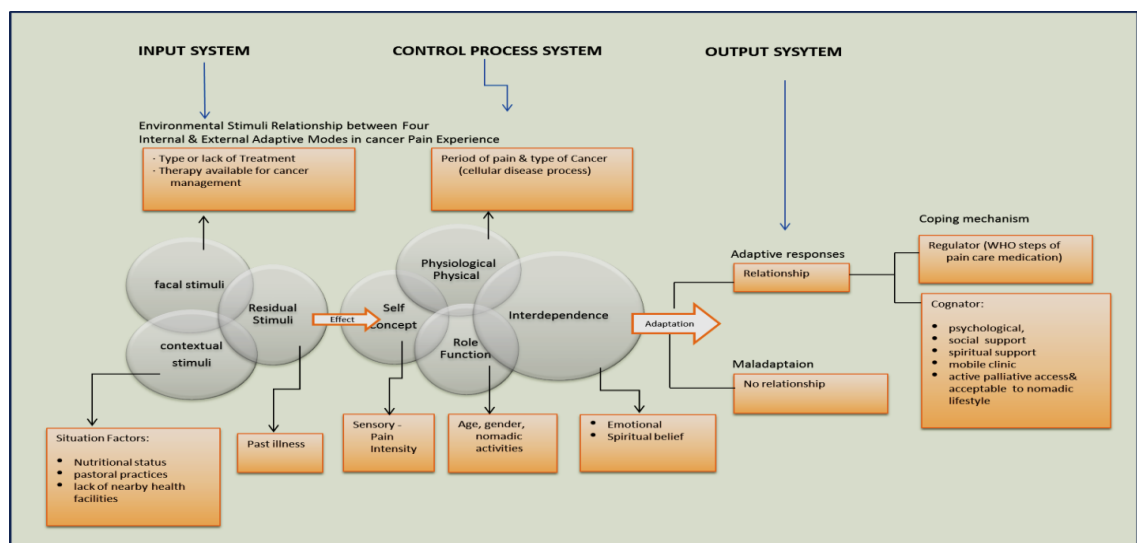 INPUT SYSTEM
CONTROL PROCESS SYSTEM
OUTPUT SYSYTEM
Environmental Stimuli Relationship between Four
Internal & External Adaptive Modes in cancer Pain Experience
- Type or lack of Treatment
- Therapy available for cancer
management
Period of pain & type of Cancer
(cellular disease process)
facal stimuli
contextual
stimuli
Residual
Stimuli
Effect
Self
Concept
Physiological
Physical
Role
Function
Interdependence
Adaptation
Situation Factors:
• Nutritional status
• pastoral practices
• lack of nearby health
facilities
Past illness
Sensory -
Pain
Intensity
Age, gender,
nomadic
activities
• Emotional
• Spiritual belief
Adaptive responses
Relationship
Maladaptaion
No relationship
Coping mechanism
Regulator (WHO steps of
pain care medication)
Cognator:
• psychological,
• social support
• spiritual support
• mobile clinic
• active palliative access&
acceptable to nomadic
lifestyle